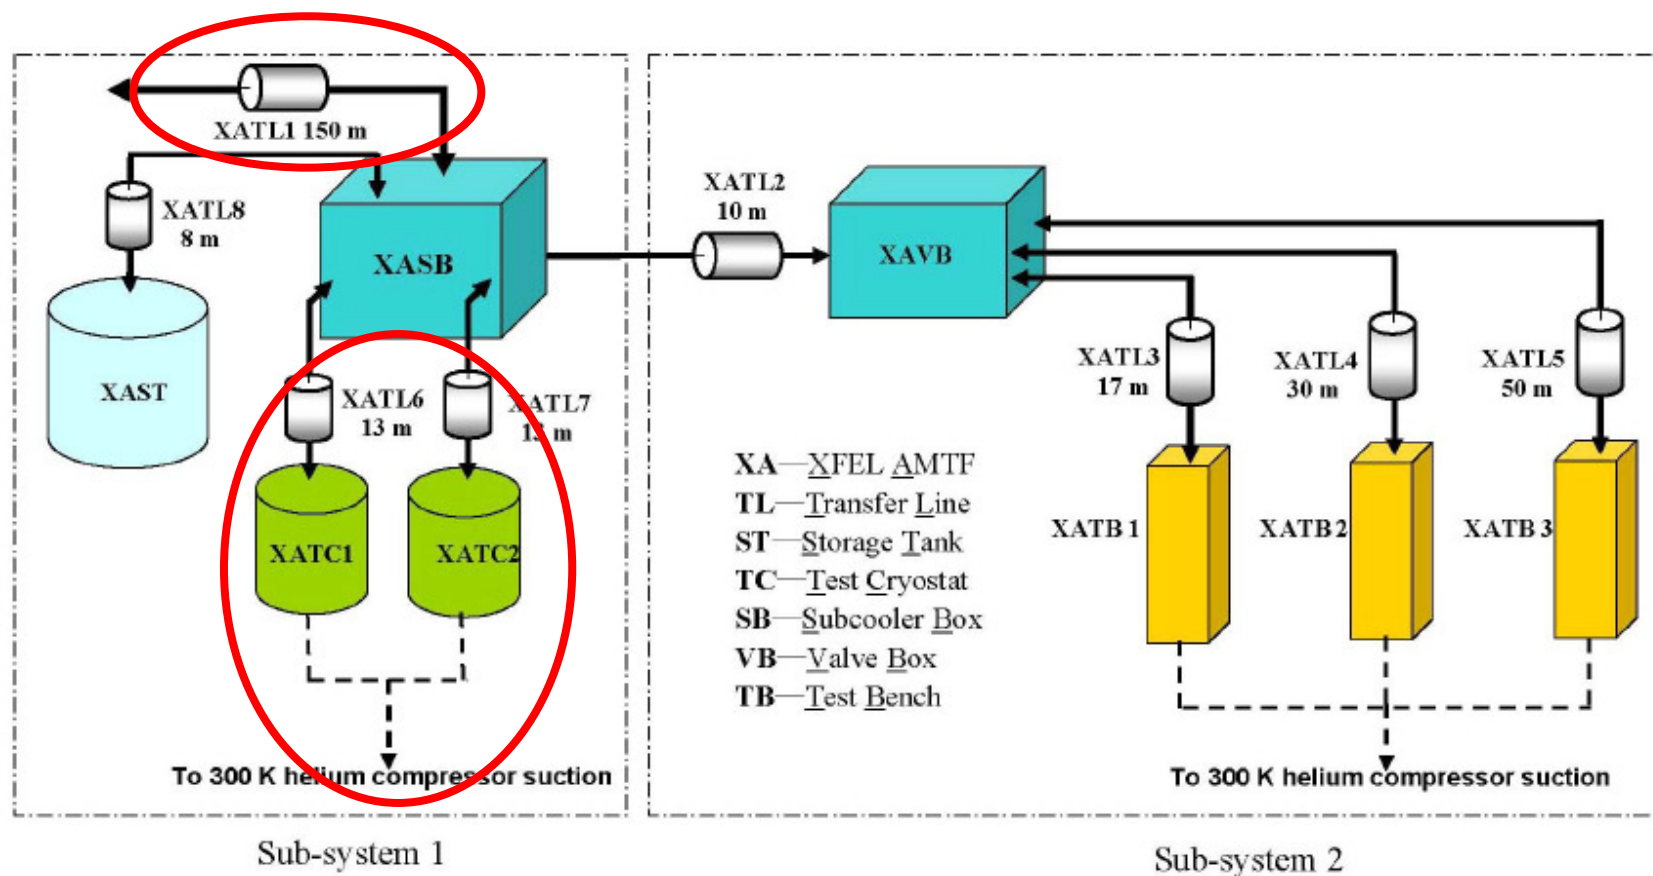 XATL1 150 m
XATL8
8 m
XASB
XAST
XATL6
13 m
XATL7
13 m
XATC1
XATC2
To 300 K helium compressor suction
Sub-system 1
XATL2
10 m
XAVB
XATL3
17 m
XATL4
30 m
XATL5
50 m
XA—XFEL AMTF
TL—Transfer Line
ST—Storage Tank
TC—Test Cryostat
SB—Subcooler Box
VB—Valve Box
TB—Test Bench
XATB 1
XATB 2
XATB 3
To 300 K helium compressor suction
Sub-system 2